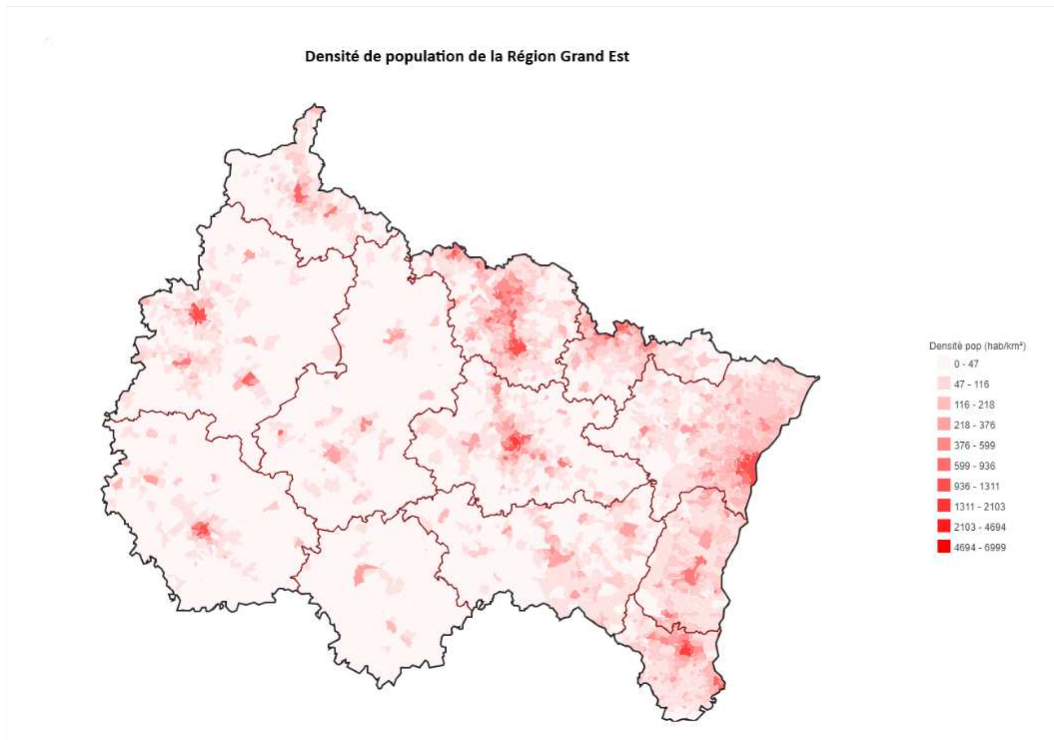 Densité de population de la Région Grand Est
Densité pop (hab/km²)
0 - 47
47 - 116
116 - 218
218 - 376
376 - 599
599 - 936
936 - 1311
1311 - 2103
2103 - 4694
4694 - 6999